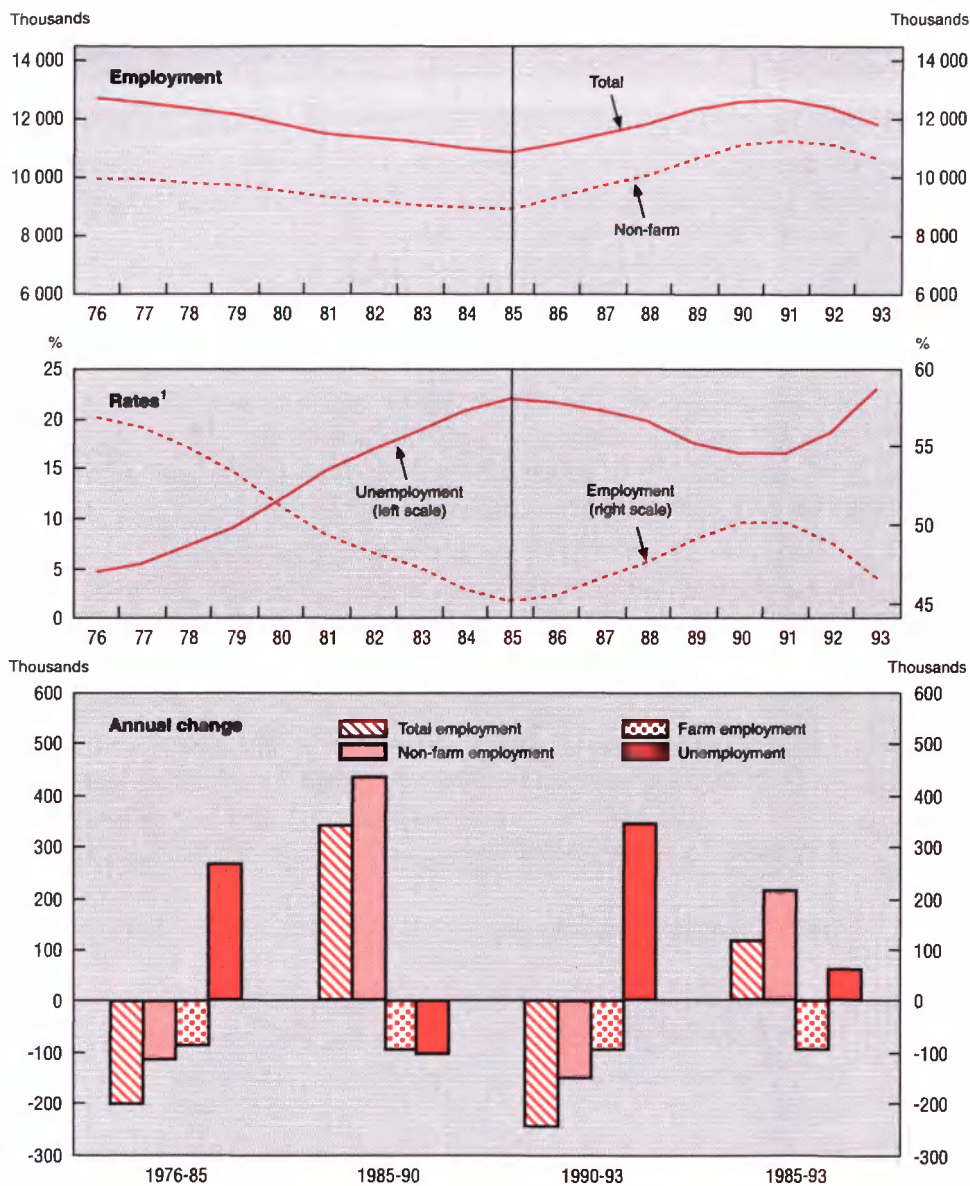 Thousands Thousands
14 000 14 000
Employment
Total
12 000 12 000
10 000 10 000
Non-farm
8 000 8 000
6 000 6 000
76 77 78 79 80 81 82 83 84 85 86 87 88 89 90 91 92 93
% %
25 60
Rates¹
20
55
15
Unemployment
(left scale)
Employment
(right scale)
10 50
5
0 45
76 77 78 79 80 81 82 83 84 85 86 87 88 89 90 91 92 93
Thousands Thousands
600 600
Annual change
Total employment Farm employment
Non-farm employment Unemployment
500 500
400 400
300 300
200 200
100 100
0 0
-100 -100
-200 -200
-300 -300
1976-85 1985-90 1990-93 1985-93